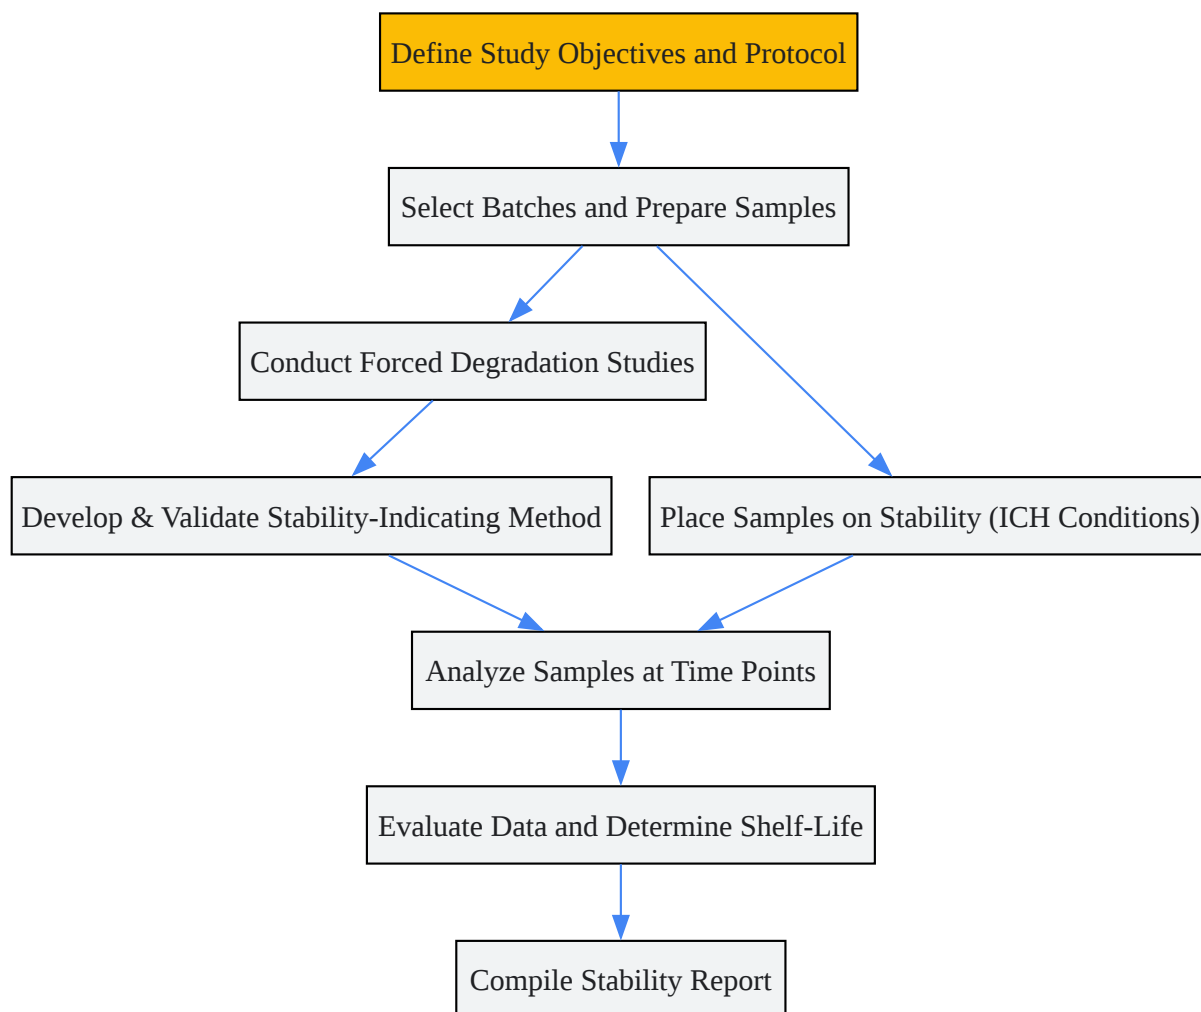 Define Study Objectives and Protocol
Select Batches and Prepare Samples
Conduct Forced Degradation Studies
Develop & Validate Stability-Indicating Method
Place Samples on Stability (ICH Conditions)
Analyze Samples at Time Points
Evaluate Data and Determine Shelf-Life
Compile Stability Report